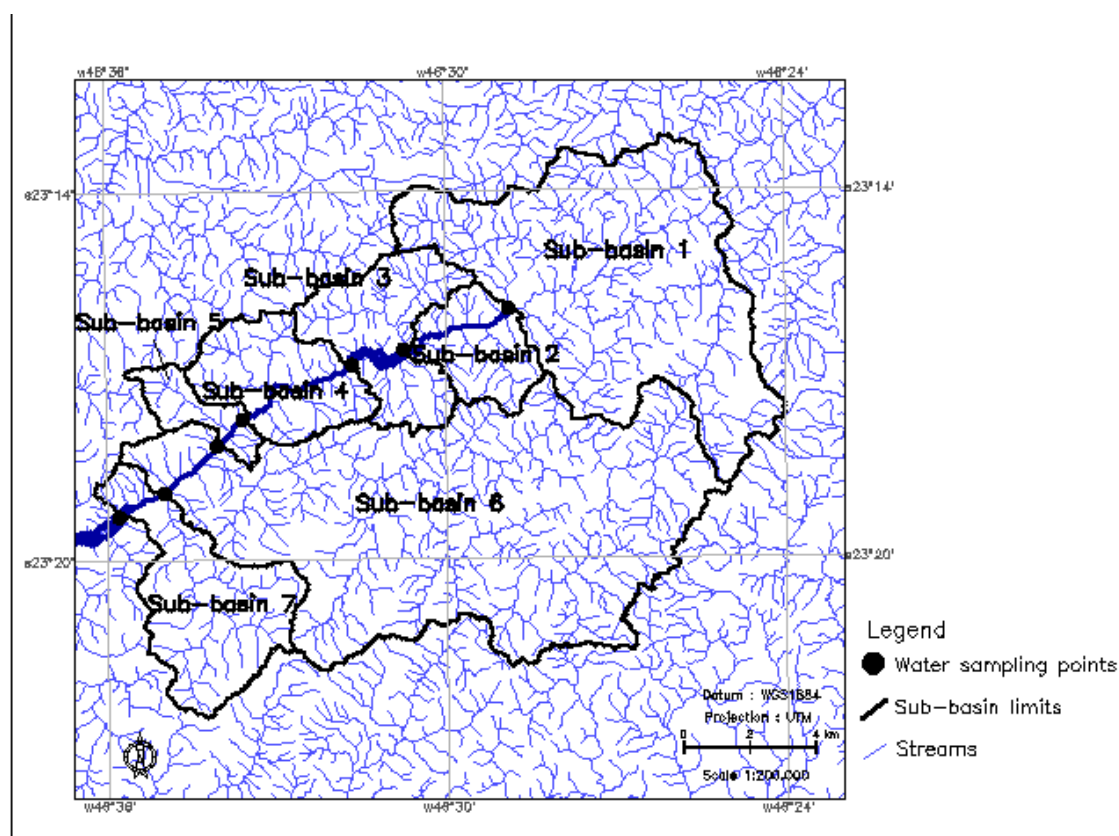 w46°36'
w46°30'
w46°24'
s23°14'
s23°14'
Sub-basin 1
Sub-basin 3
Sub-basin 5
Sub-basin 2
Sub-basin 4
Sub-basin 6
s23°20'
s23°20'
Sub-basin 7
Legend
Water sampling points
Sub-basin limits
Streams
Datum : WGS1984
Projection : UTM
0 2 4 km
Scale 1:200.000
N
w46°36'
w46°30'
w46°24'